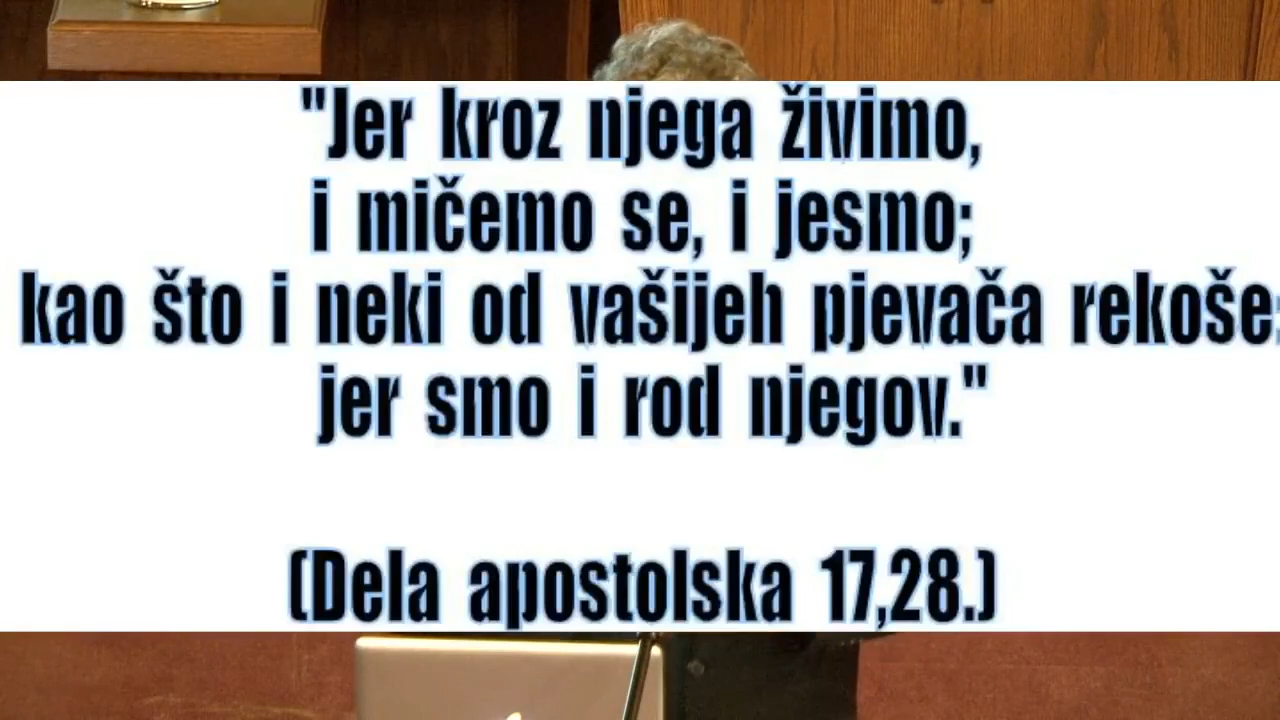 "Jer kroz njega živimo,
i mičemo se, i jesmo;
kao što i neki od vašijeh pjevača rekoše:
jer smo i rod njegov."
(Dela apostolska 17,28.)